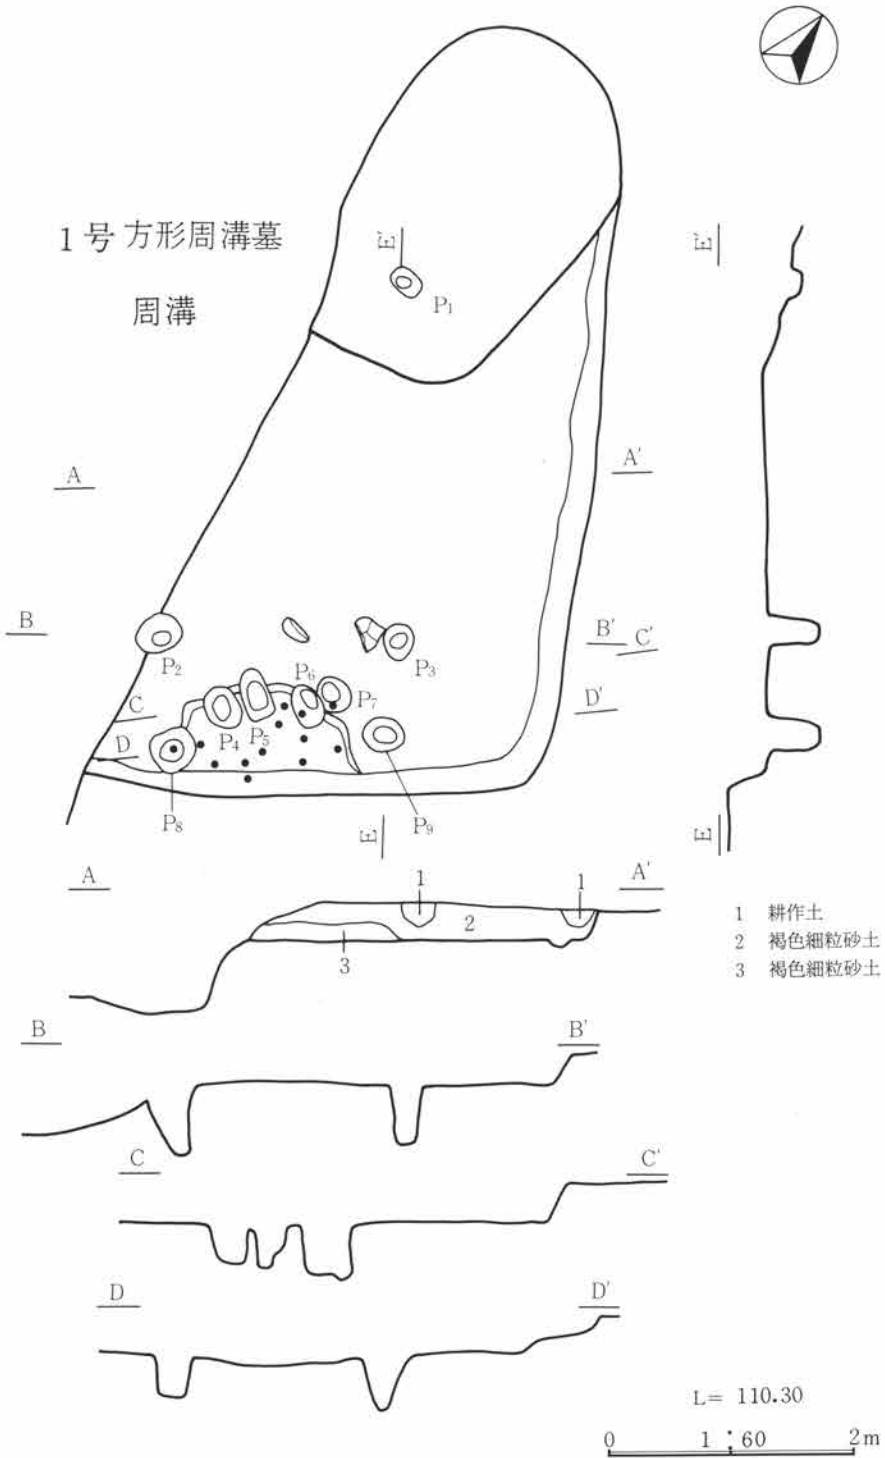 1号方形周溝墓
周溝
E'
P1
E'
A
A'
B
P2
P3
B'
C'
P6
P7
C
D'
P4
P5
D
P8
P9
E
E
A
1
1
A'
2
3
1 耕作土
2 褐色細粒砂土
3 褐色細粒砂土
B
B'
C
C'
D
D'
L= 110.30
0 1:60 2m